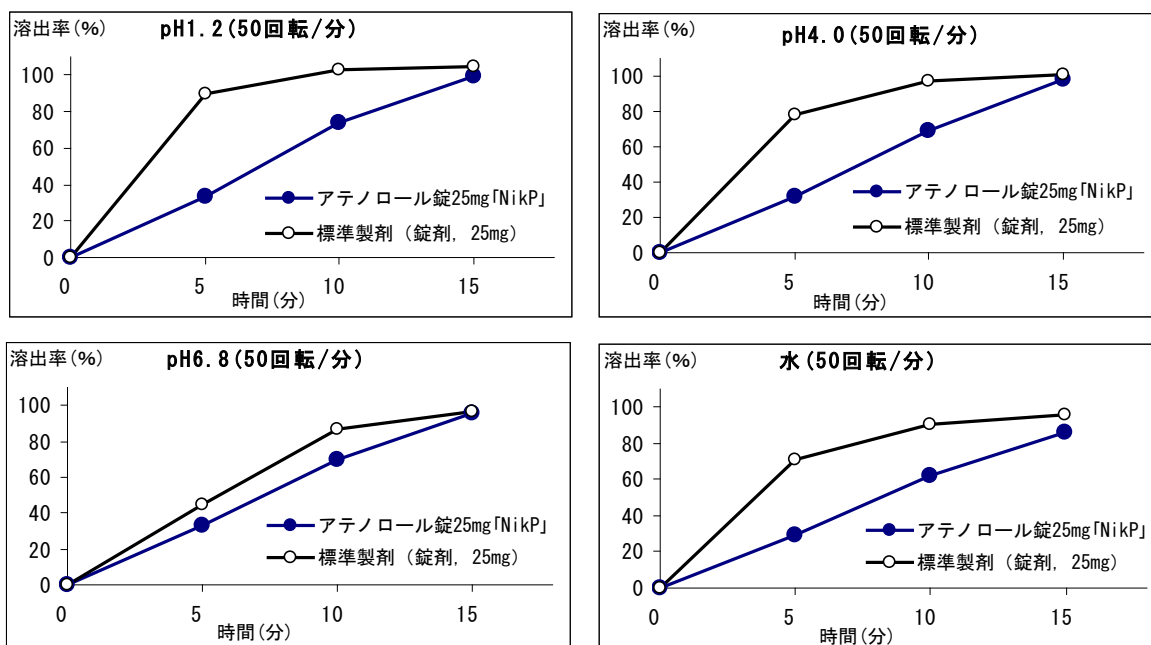 溶出率(%)
pH1.2(50回転/分)
100
80
60
40
20
0
0 5 10 15
時間(分)
アテノロール錠25mg「NikP」
標準製剤 (錠剤, 25mg)
溶出率(%)
pH4.0(50回転/分)
100
80
60
40
20
0
0 5 10 15
時間(分)
アテノロール錠25mg「NikP」
標準製剤 (錠剤, 25mg)
溶出率(%)
pH6.8(50回転/分)
100
80
60
40
20
0
0 5 10 15
時間(分)
アテノロール錠25mg「NikP」
標準製剤 (錠剤, 25mg)
溶出率(%)
水(50回転/分)
100
80
60
40
20
0
0 5 10 15
時間(分)
アテノロール錠25mg「NikP」
標準製剤 (錠剤, 25mg)